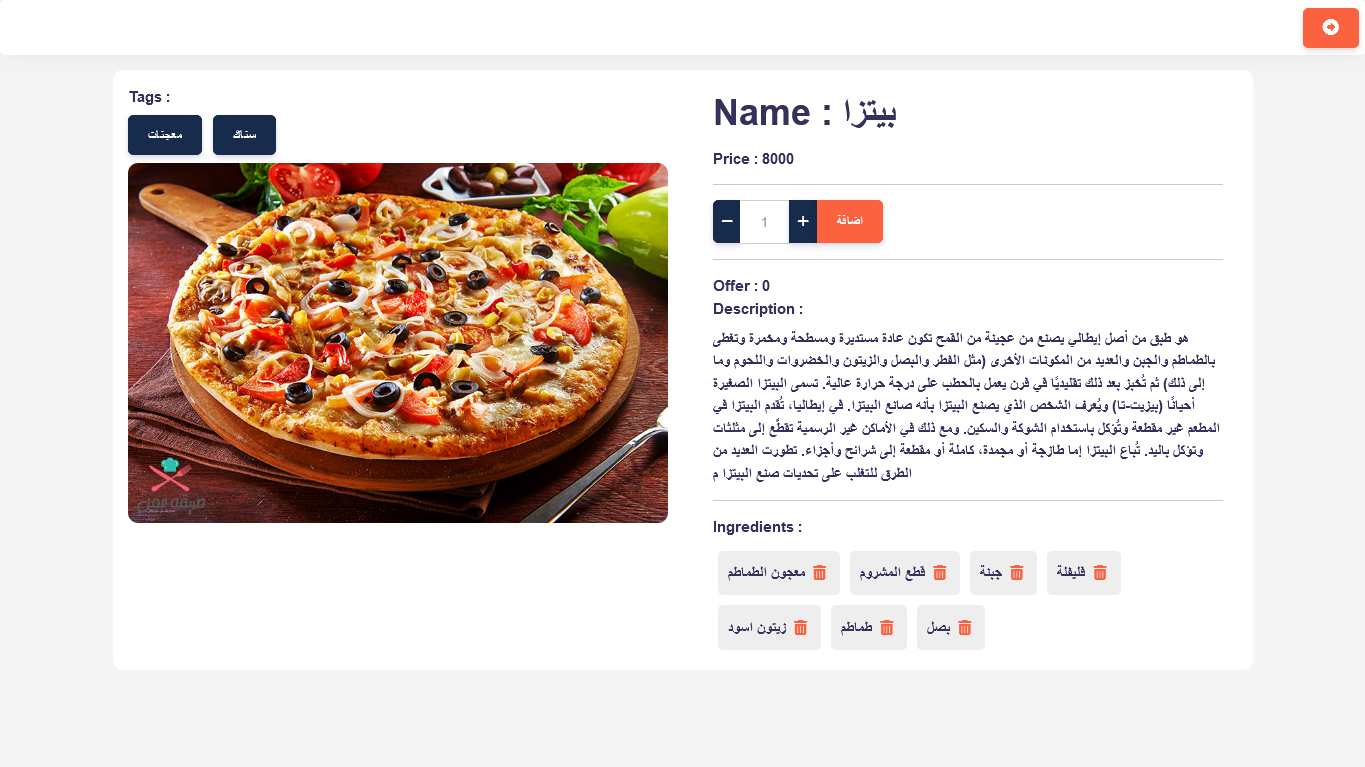 Tags :
معجنات
سناك
Name : بيتزا
Price : 8000
1
اضافة
Offer : 0
Description :
هو طبق من أصل إيطالي يصنع من عجينة من القمح تكون عادة مستديرة ومسطحة ومخمرة وتغطى
بالطماطم والجبن والعديد من المكونات الأخرى (مثل الفطر والبصل والزيتون والخضروات واللحوم وما
إلى ذلك) ثم تُخبز بعد ذلك تقليديًا في فرن يعمل بالحطب على درجة حرارة عالية. تسمى البيتزا الصغيرة
أحيانًا (بيزيت-تا) ويُعرف الشخص الذي يصنع البيتزا بأنه صانع البيتزا. في إيطاليا، تُقدم البيتزا في
المطعم غير مقطعة وتُؤكل باستخدام الشوكة والسكين. ومع ذلك في الأماكن غير الرسمية تقطَّع إلى مثلثات
وتؤكل باليد. تُباع البيتزا إما طازجة أو مجمدة، كاملة أو مقطعة إلى شرائح وأجزاء. تطورت العديد من
الطرق للتغلب على تحديات صنع البيتزا م
Ingredients :
معجون الطماطم
قطع المشروم
جبنة
فليفلة
زيتون اسود
طماطم
بصل